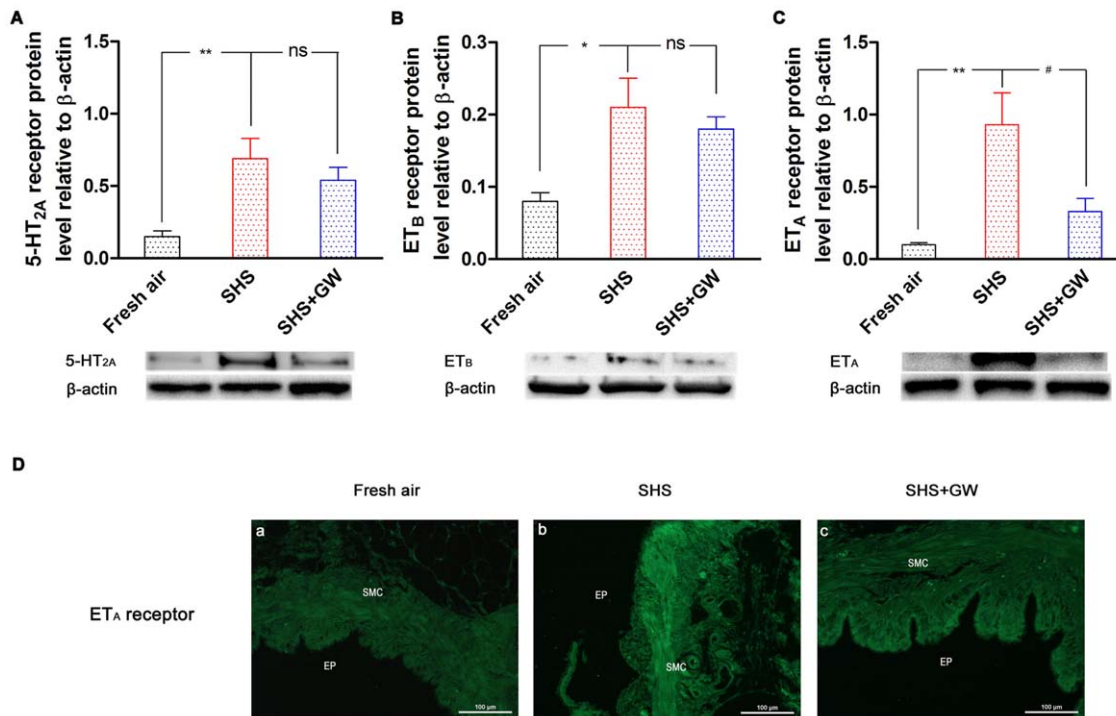 A
5-HT2A receptor protein
level relative to β-actin
1.5
1.0
0.5
0.0
**
ns
Fresh air
SHS
SHS+GW
5-HT2A
β-actin
B
ETB receptor protein
level relative to β-actin
0.3
0.2
0.1
0.0
*
ns
Fresh air
SHS
SHS+GW
ETB
β-actin
C
ETA receptor protein
level relative to β-actin
1.5
1.0
0.5
0.0
**
#
Fresh air
SHS
SHS+GW
ETA
β-actin
D
Fresh air
SHS
SHS+GW
ETA receptor
a
SMC
EP
100 μm
b
EP
SMC
100 μm
c
SMC
EP
100 μm